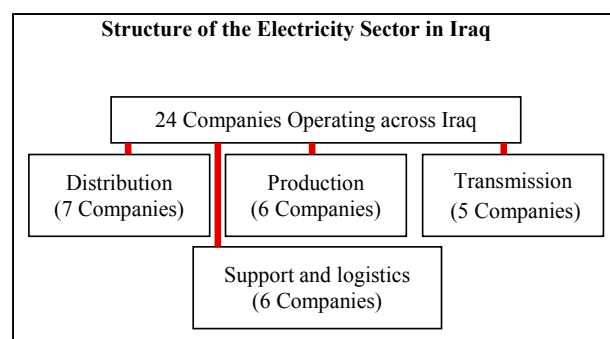 Structure of the Electricity Sector in Iraq
24 Companies Operating across Iraq
Distribution
(7 Companies)
Production
(6 Companies)
Transmission
(5 Companies)
Support and logistics
(6 Companies)